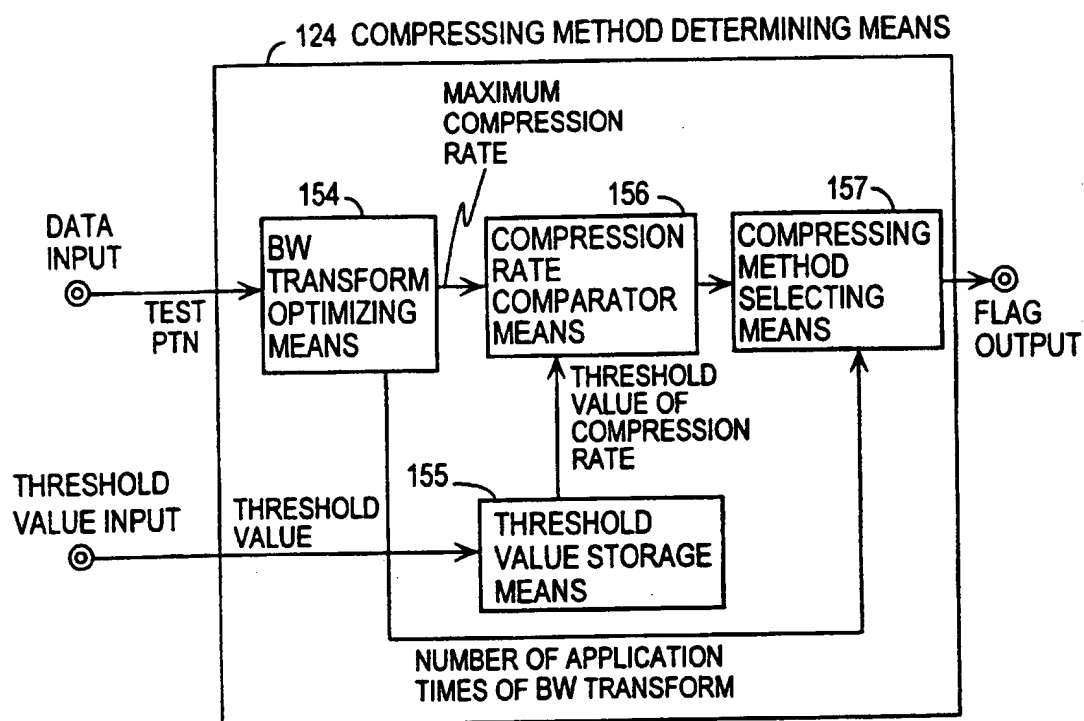 124 COMPRESSING METHOD DETERMINING MEANS
MAXIMUM
COMPRESSION
RATE
DATA
INPUT
TEST
PTN
154
BW
TRANSFORM
OPTIMIZING
MEANS
156
COMPRESSION
RATE
COMPARATOR
MEANS
157
COMPRESSING
METHOD
SELECTING
MEANS
FLAG
OUTPUT
THRESHOLD
VALUE OF
COMPRESSION
RATE
THRESHOLD
VALUE INPUT
THRESHOLD
VALUE
155
THRESHOLD
VALUE STORAGE
MEANS
NUMBER OF APPLICATION
TIMES OF BW TRANSFORM